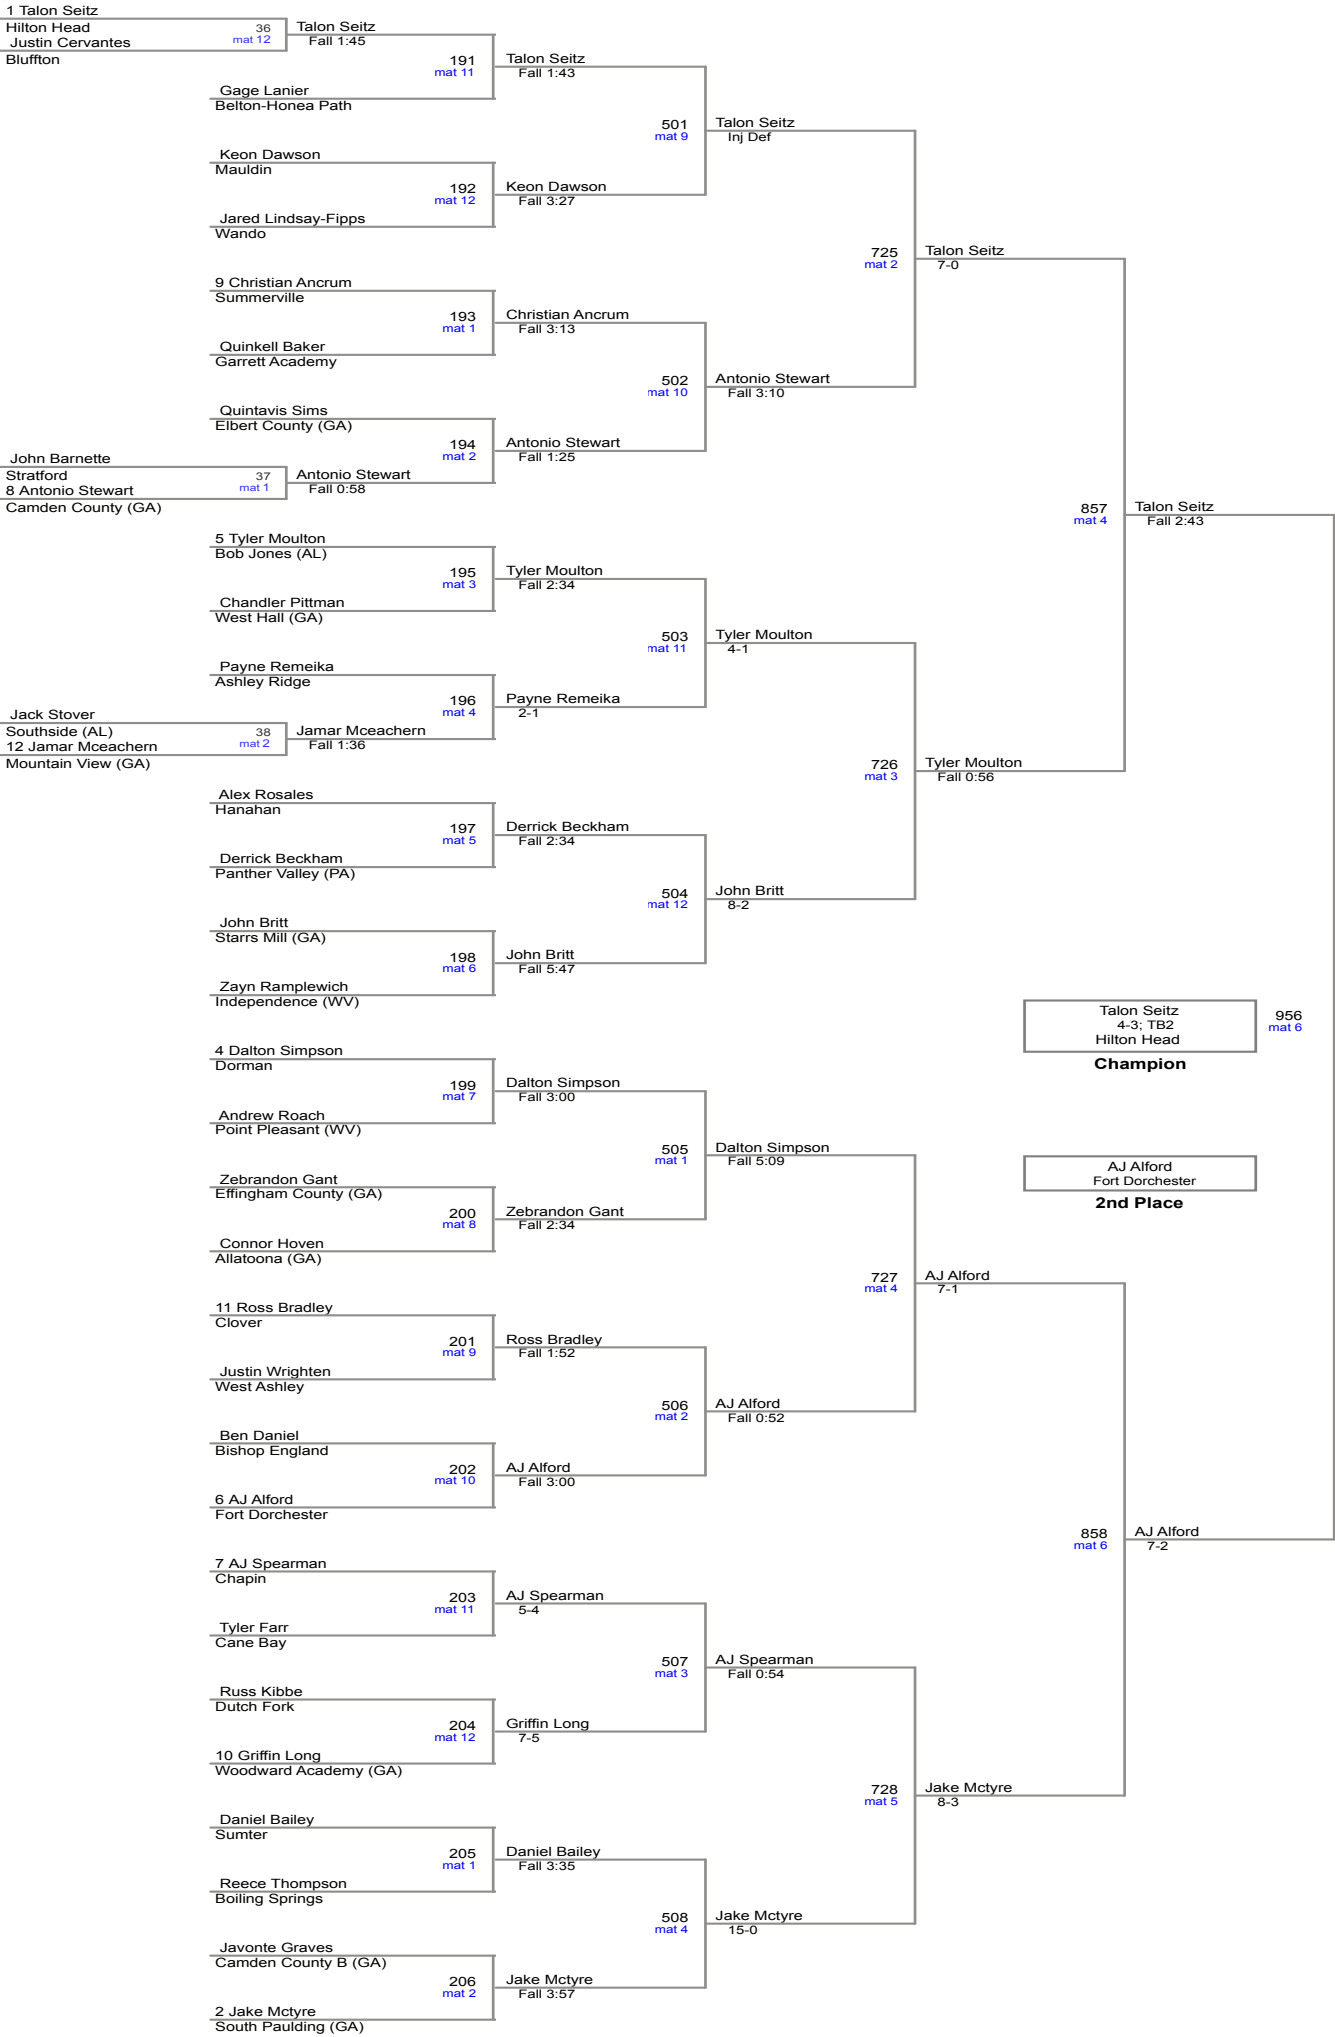 1 Talon Seitz
Hilton Head
36
mat 12
Justin Cervantes
Bluffton
Talon Seitz
Fall 1:45
191
mat 11
Gage Lanier
Belton-Honea Path
Talon Seitz
Fall 1:43
501
mat 9
Keon Dawson
Mauldin
192
mat 12
Jared Lindsay-Fipps
Wando
Keon Dawson
Fall 3:27
Talon Seitz
Inj Def
725
mat 2
9 Christian Ancrum
Summerville
193
mat 1
Quinkell Baker
Garrett Academy
Christian Ancrum
Fall 3:13
502
mat 10
Quintavis Sims
Elbert County (GA)
194
mat 2
John Barnette
Stratford
37
mat 1
8 Antonio Stewart
Camden County (GA)
Antonio Stewart
Fall 0:58
Antonio Stewart
Fall 1:25
Antonio Stewart
Fall 3:10
Talon Seitz
7-0
857
mat 4
5 Tyler Moulton
Bob Jones (AL)
195
mat 3
Chandler Pittman
West Hall (GA)
Tyler Moulton
Fall 2:34
503
mat 11
Payne Remeika
Ashley Ridge
196
mat 4
Jack Stover
Southside (AL)
38
mat 2
12 Jamar Mceachern
Mountain View (GA)
Jamar Mceachern
Fall 1:36
Payne Remeika
2-1
Tyler Moulton
4-1
726
mat 3
Alex Rosales
Hanahan
197
mat 5
Derrick Beckham
Panther Valley (PA)
Derrick Beckham
Fall 2:34
504
mat 12
John Britt
Starrs Mill (GA)
198
mat 6
Zayn Ramplewich
Independence (WV)
John Britt
Fall 5:47
John Britt
8-2
Tyler Moulton
Fall 0:56
Talon Seitz
Fall 2:43
Talon Seitz
4-3; TB2
Hilton Head
Champion
956
mat 6
AJ Alford
Fort Dorchester
2nd Place
4 Dalton Simpson
Dorman
199
mat 7
Andrew Roach
Point Pleasant (WV)
Dalton Simpson
Fall 3:00
505
mat 1
Zebrandon Gant
Effingham County (GA)
200
mat 8
Connor Hoven
Allatoona (GA)
Zebrandon Gant
Fall 2:34
Dalton Simpson
Fall 5:09
727
mat 4
11 Ross Bradley
Clover
201
mat 9
Justin Wrighten
West Ashley
Ross Bradley
Fall 1:52
506
mat 2
Ben Daniel
Bishop England
202
mat 10
6 AJ Alford
Fort Dorchester
AJ Alford
Fall 3:00
AJ Alford
Fall 0:52
AJ Alford
7-1
858
mat 6
7 AJ Spearman
Chapin
203
mat 11
Tyler Farr
Cane Bay
AJ Spearman
5-4
507
mat 3
Russ Kibbe
Dutch Fork
204
mat 12
10 Griffin Long
Woodward Academy (GA)
Griffin Long
7-5
AJ Spearman
Fall 0:54
728
mat 5
Daniel Bailey
Sumter
205
mat 1
Reece Thompson
Boiling Springs
Daniel Bailey
Fall 3:35
508
mat 4
Javonte Graves
Camden County B (GA)
206
mat 2
2 Jake Mctyre
South Paulding (GA)
Jake Mctyre
Fall 3:57
Jake Mctyre
15-0
Jake Mctyre
8-3
AJ Alford
7-2